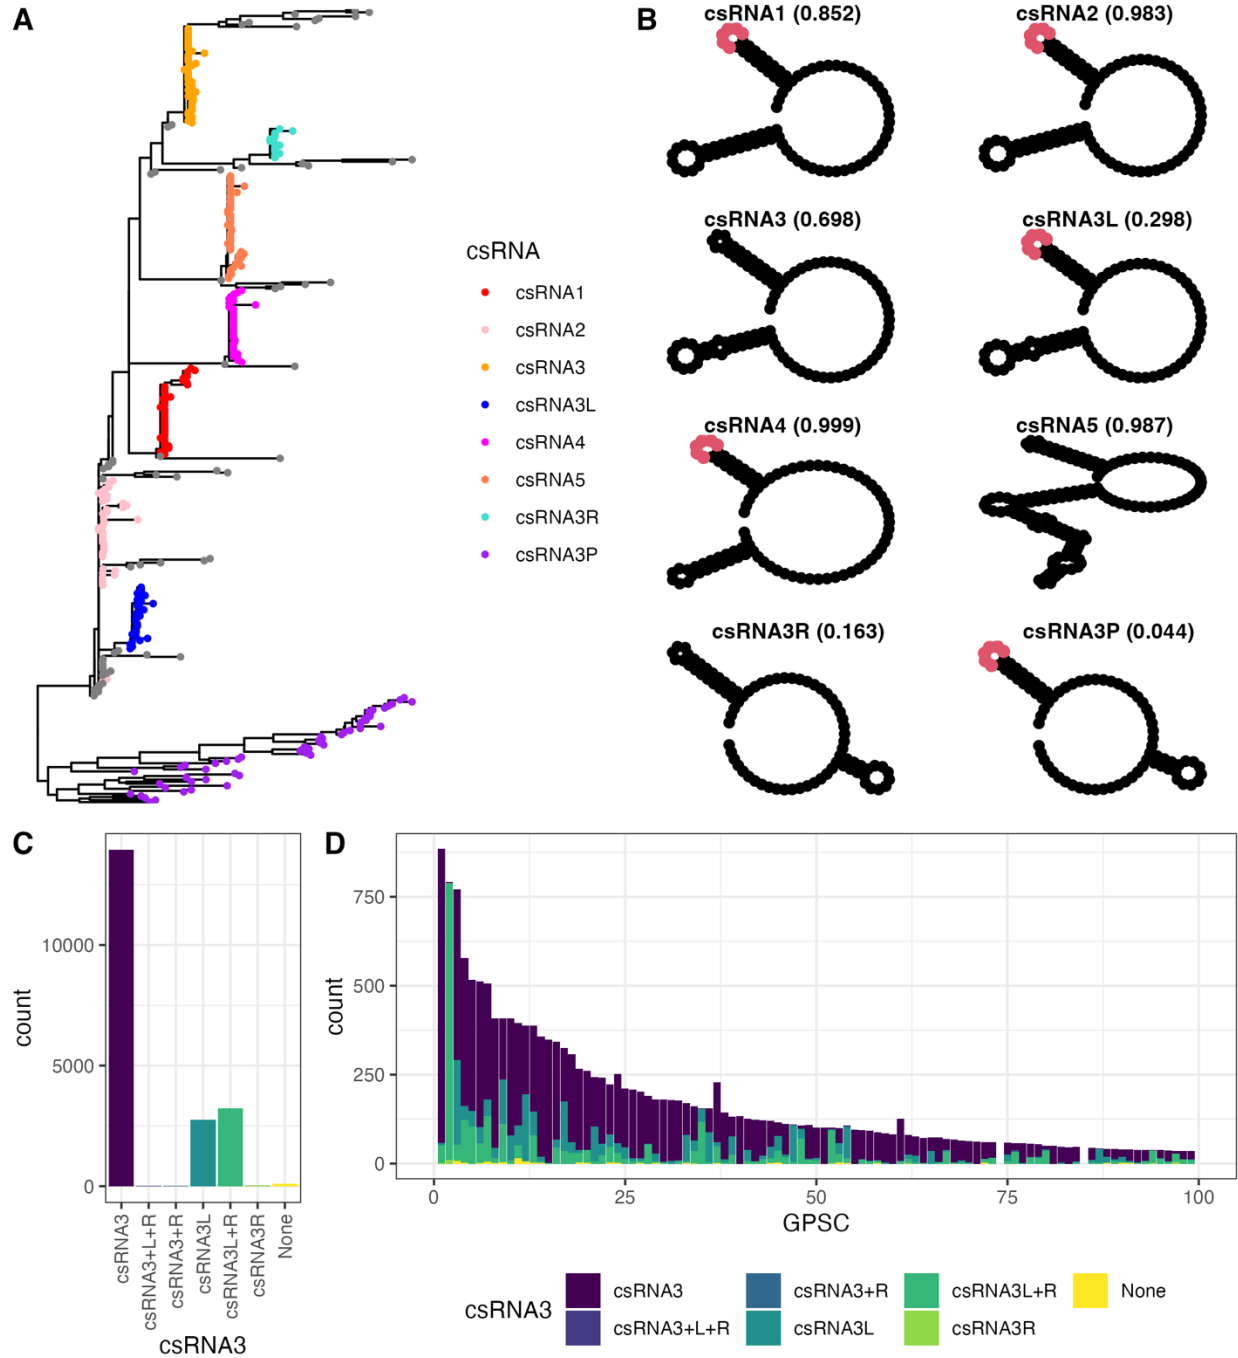 A
B
csRNA1 (0.852)
csRNA2 (0.983)
csRNA3 (0.698)
csRNA3L (0.298)
csRNA4 (0.999)
csRNA5 (0.987)
csRNA3R (0.163)
csRNA3P (0.044)
csRNA
csRNA1
csRNA2
csRNA3
csRNA3L
csRNA4
csRNA5
csRNA3R
csRNA3P
C
count
10000
5000
0
csRNA3
csRNA3+L+R
csRNA3+R
csRNA3L
csRNA3L+R
csRNA3R
None
csRNA3
D
count
750
500
250
0
0
25
50
75
100
GPSC
csRNA3
csRNA3
csRNA3+R
csRNA3L+R
None
csRNA3+L+R
csRNA3L
csRNA3R